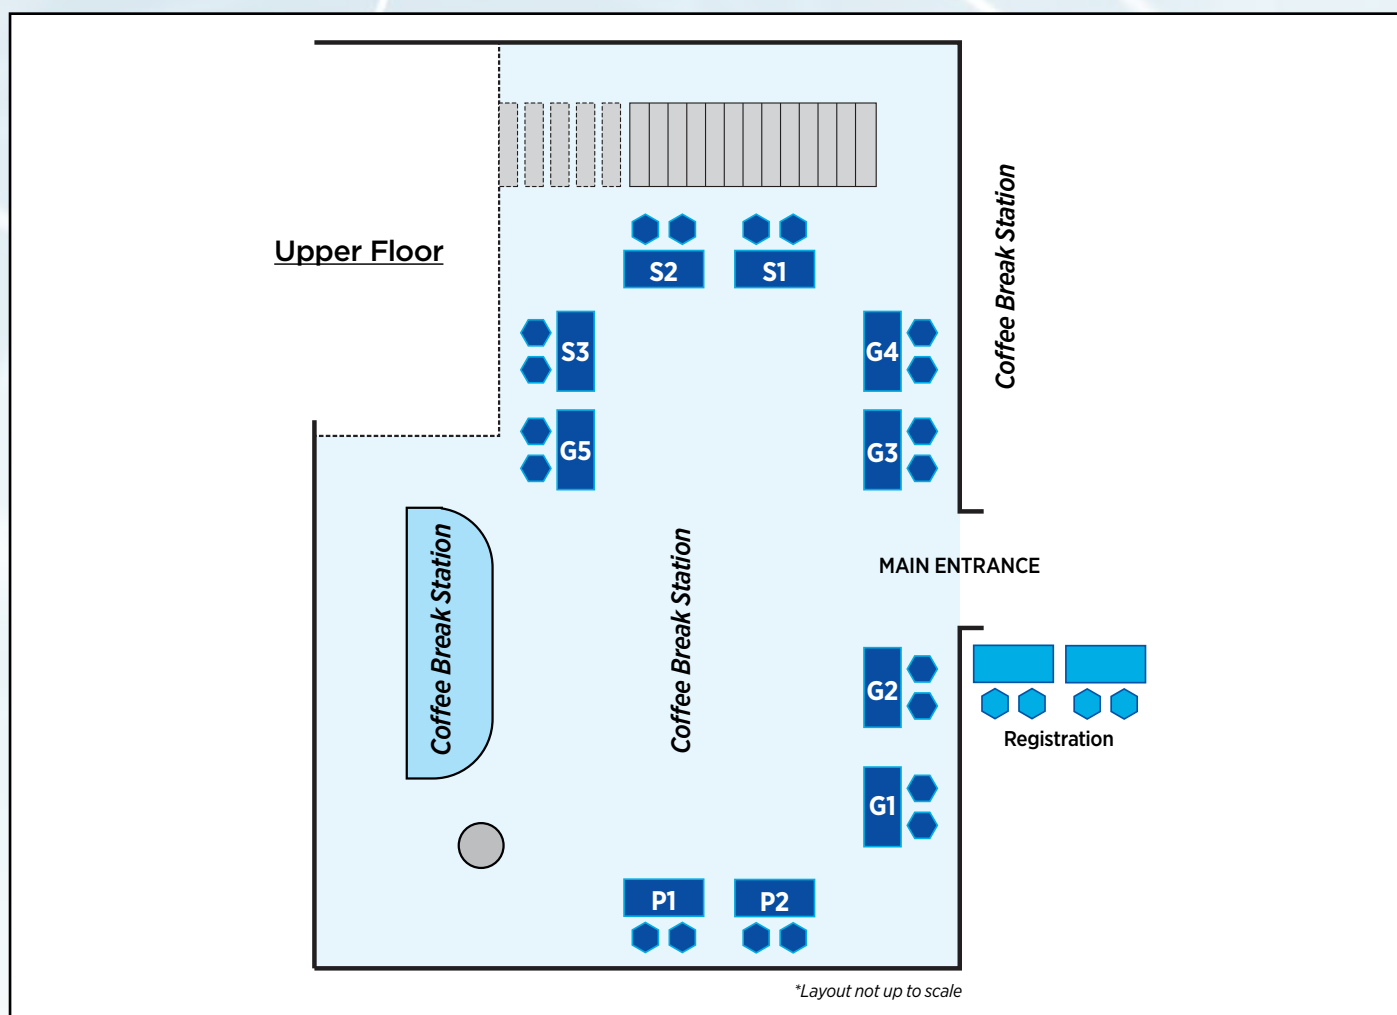 Upper Floor
Coffee Break Station
S2
S1
S3
G4
G5
G3
Coffee Break Station
Coffee Break Station
MAIN ENTRANCE
G2
Registration
G1
P1
P2
*Layout not up to scale